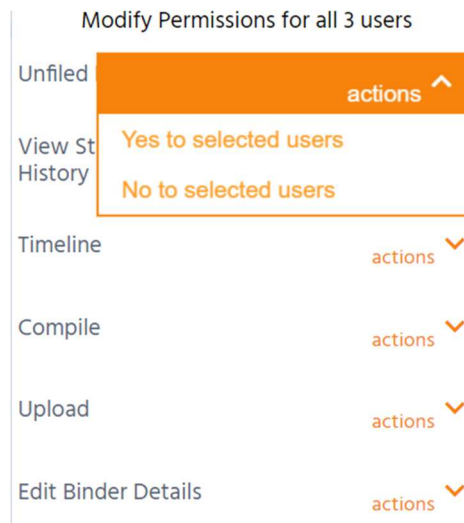 Modify Permissions for all 3 users
Unfiled
actions
View St
History
Yes to selected users
No to selected users
Timeline
actions
Compile
actions
Upload
actions
Edit Binder Details
actions